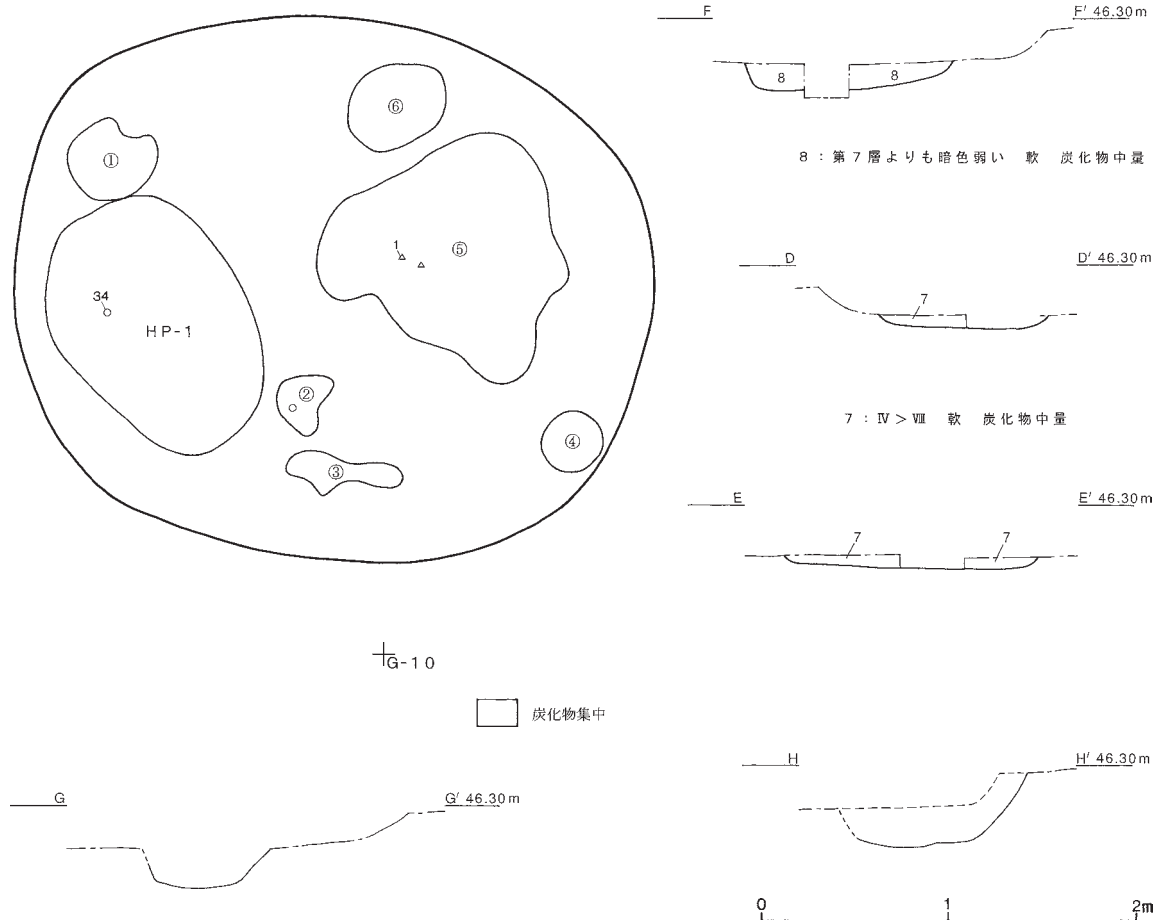 F F′ 46.30m
⑥
①
8 8
8：第7層よりも暗色弱い 軟 炭化物中量
1 ⑤
D D′ 46.30m
34
7
HP-1
②
7：Ⅳ＞Ⅷ 軟 炭化物中量
④
③
E E′ 46.30m
7 7
G-10
炭化物集中
H H′ 46.30m
G G′ 46.30m
0 1 2m